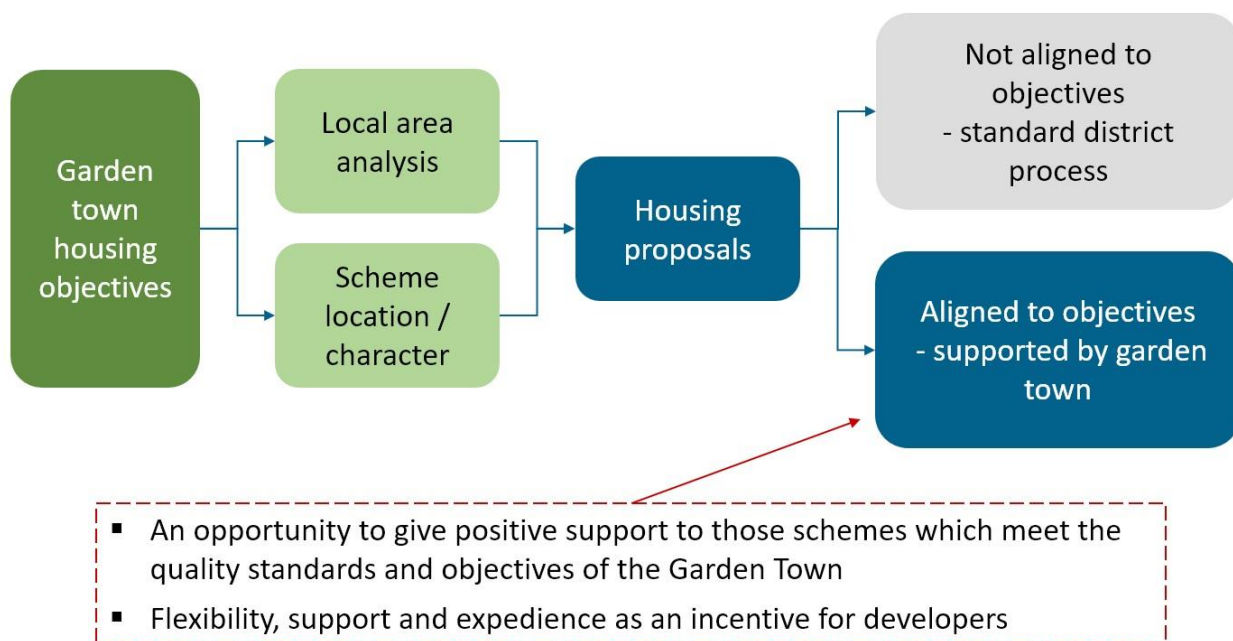 Garden
town
housing
objectives
Local area
analysis
Scheme
location /
character
Housing
proposals
Not aligned to
objectives
- standard district
process
Aligned to objectives
- supported by garden
town
▪ An opportunity to give positive support to those schemes which meet the
quality standards and objectives of the Garden Town
▪ Flexibility, support and expedience as an incentive for developers